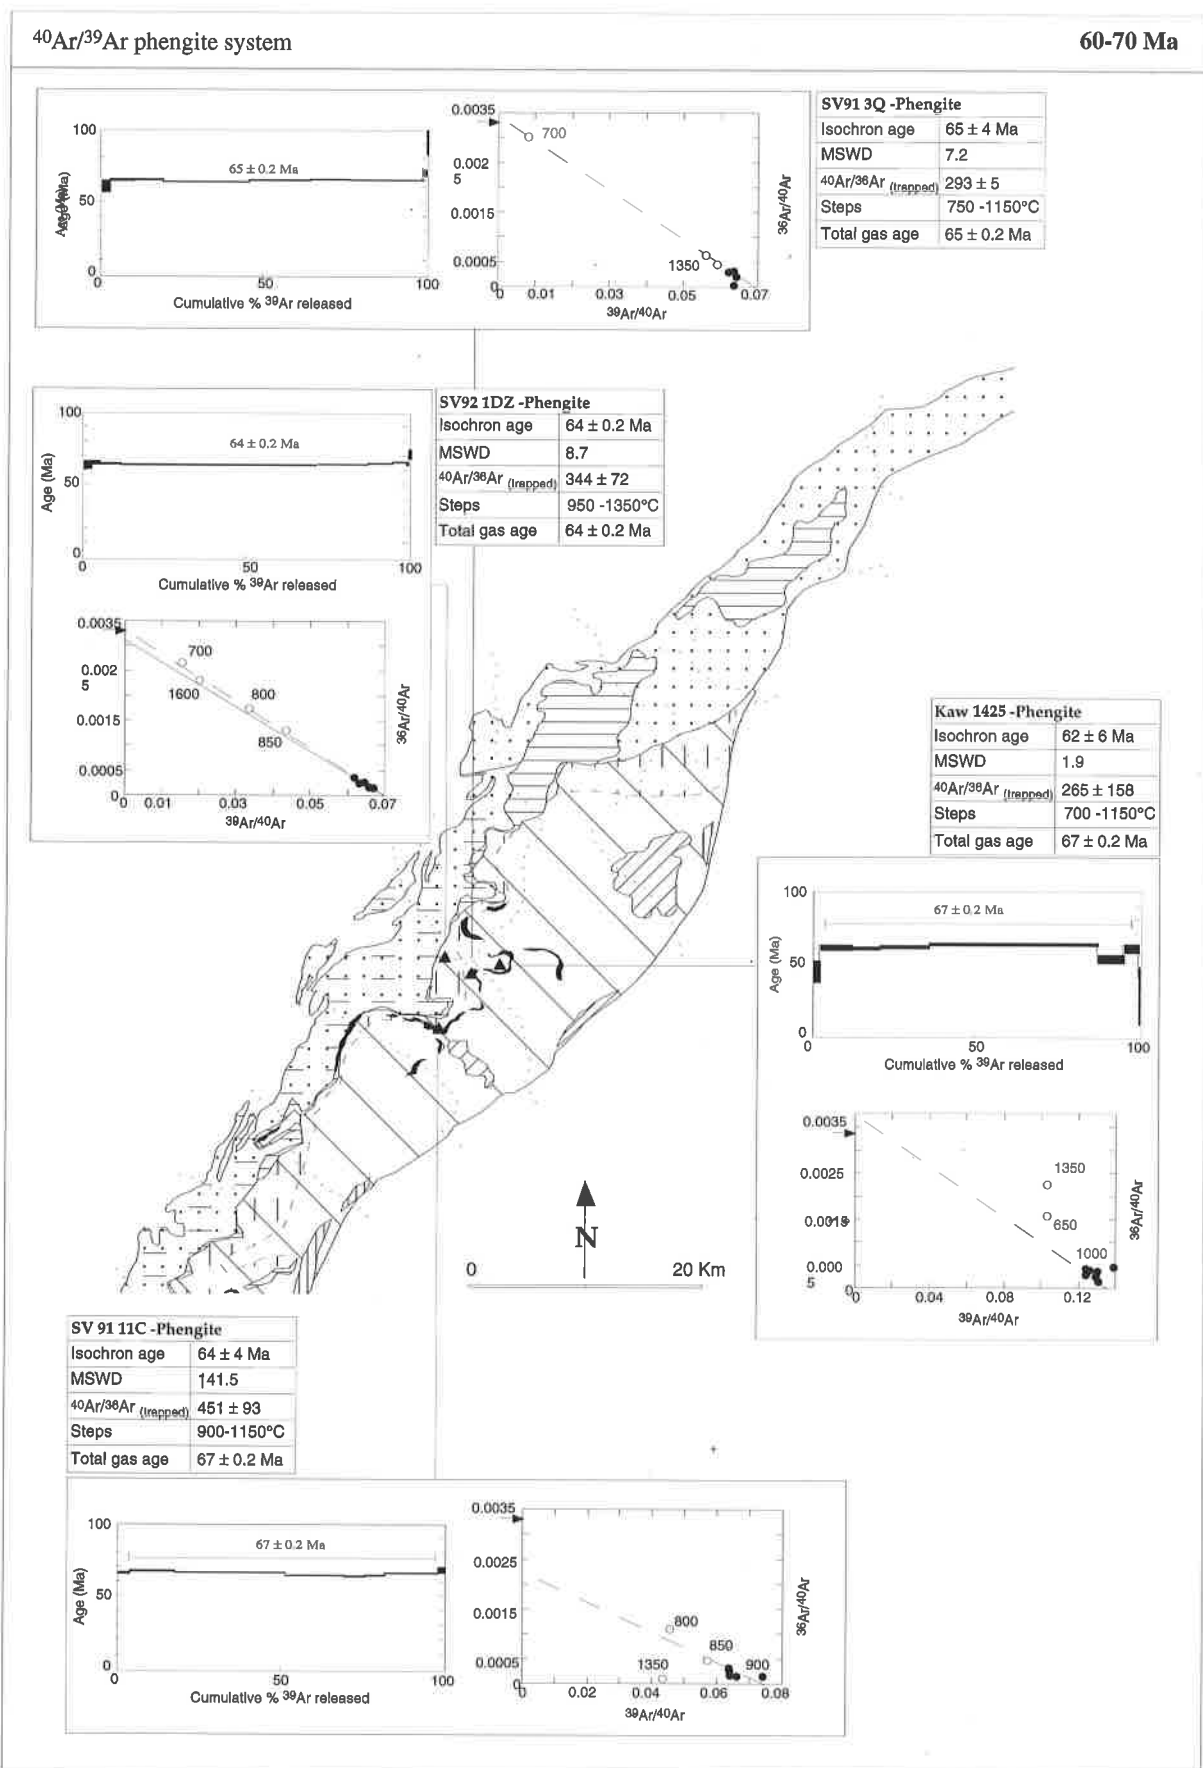 40Ar/39Ar phengite system 60-70 Ma
100
50
0
Age (Ma)
65 ± 0.2 Ma
0 50 100
Cumulative % 39Ar released
0.0035
0.002
5
0.0015
0.0005
0
700
1350
0 0.01 0.03 0.05 0.07
39Ar/40Ar
36Ar/40Ar
SV91 3Q -Phengite
Isochron age 65 ± 4 Ma
MSWD 7.2
40Ar/36Ar (trapped) 293 ± 5
Steps 750 -1150°C
Total gas age 65 ± 0.2 Ma
100
50
0
Age (Ma)
64 ± 0.2 Ma
0 50 100
Cumulative % 39Ar released
0.0035
0.002
5
0.0015
0.0005
0
700
1600
800
850
0 0.01 0.03 0.05 0.07
39Ar/40Ar
36Ar/40Ar
SV92 1DZ -Phengite
Isochron age 64 ± 0.2 Ma
MSWD 8.7
40Ar/36Ar (trapped) 344 ± 72
Steps 950 -1350°C
Total gas age 64 ± 0.2 Ma
Kaw 1425 -Phengite
Isochron age 62 ± 6 Ma
MSWD 1.9
40Ar/36Ar (trapped) 265 ± 158
Steps 700 -1150°C
Total gas age 67 ± 0.2 Ma
100
50
0
Age (Ma)
67 ± 0.2 Ma
0 50 100
Cumulative % 39Ar released
0.0035
0.0025
0.0015
0.000
5
0
1350
650
1000
0 0.04 0.08 0.12
39Ar/40Ar
36Ar/40Ar
N
0 20 Km
SV 91 11C -Phengite
Isochron age 64 ± 4 Ma
MSWD 141.5
40Ar/36Ar (trapped) 451 ± 93
Steps 900-1150°C
Total gas age 67 ± 0.2 Ma
100
50
0
Age (Ma)
67 ± 0.2 Ma
0 50 100
Cumulative % 39Ar released
0.0035
0.0025
0.0015
0.0005
0
800
850
1350
900
0 0.02 0.04 0.06 0.08
39Ar/40Ar
36Ar/40Ar